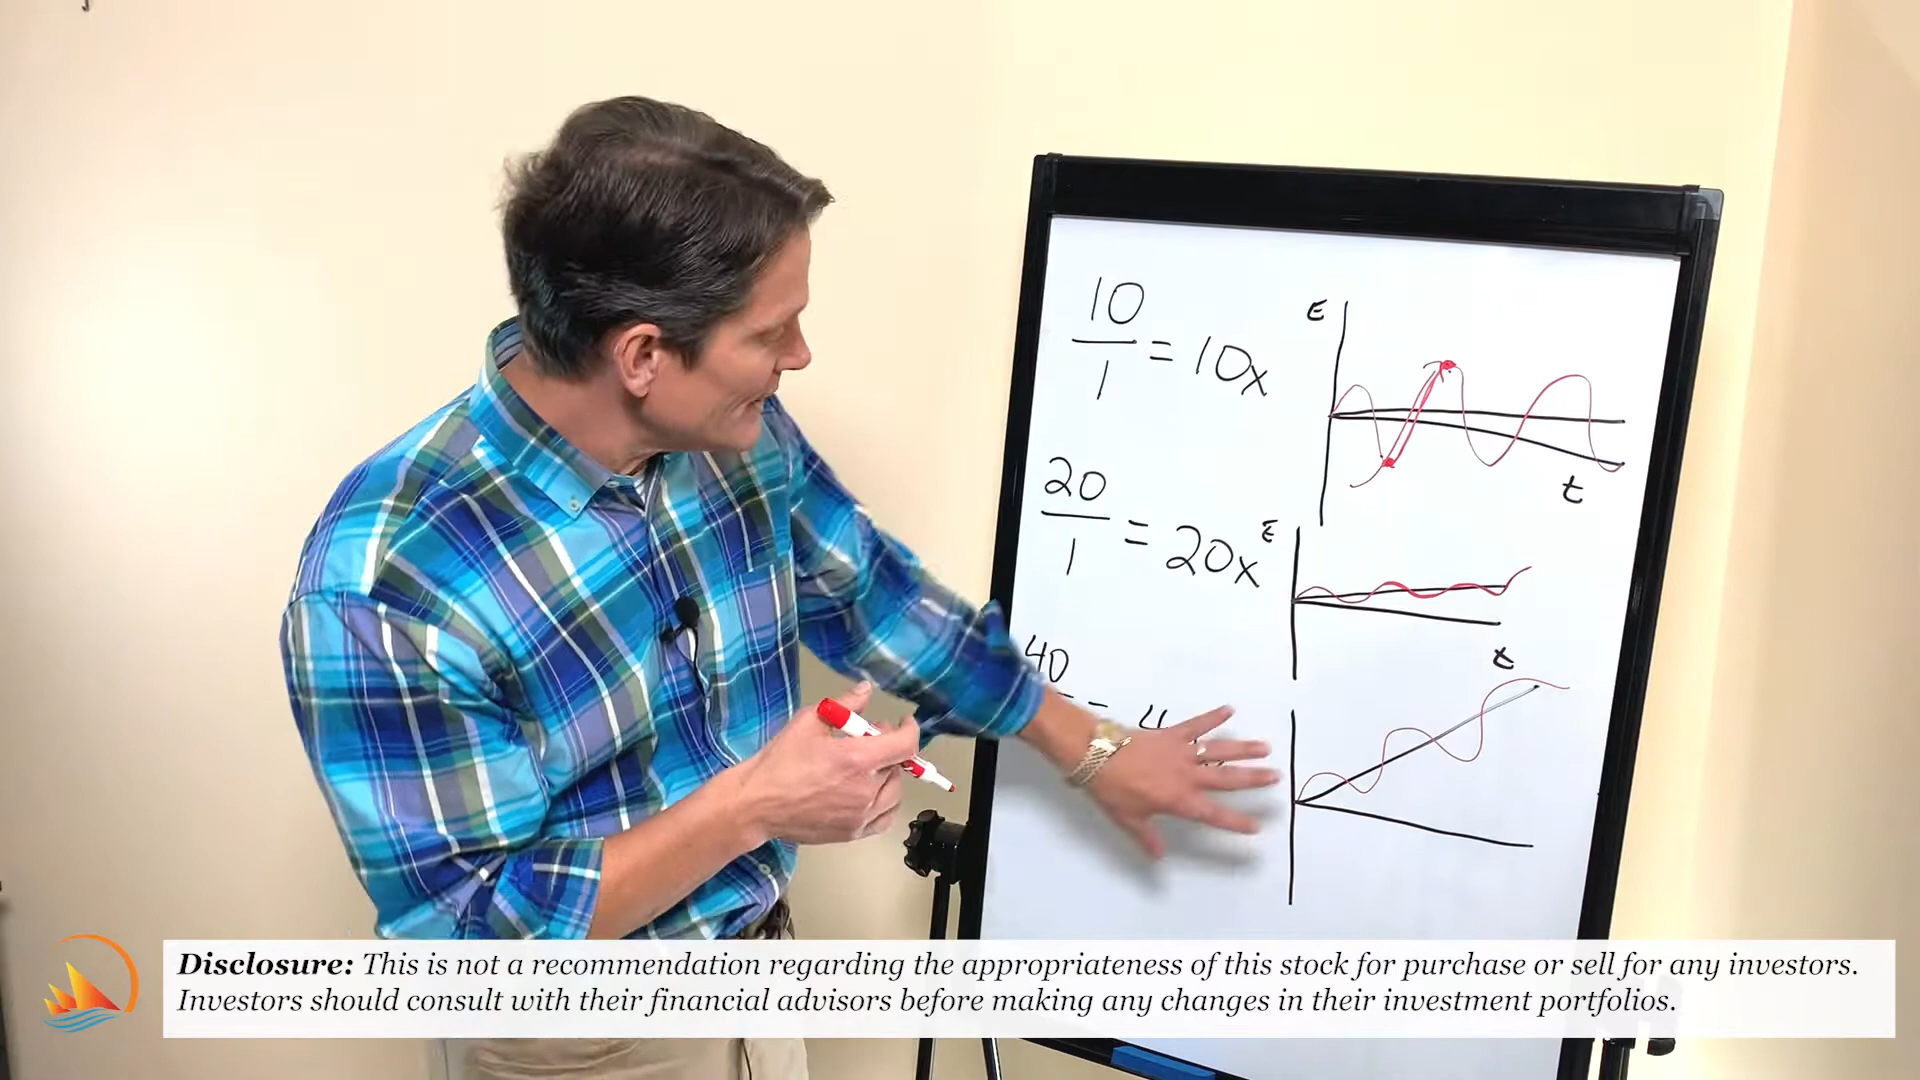 10
1
= 10x
E
t
20
1
= 20x
E
t
40
=
Disclosure: This is not a recommendation regarding the appropriateness of this stock for purchase or sell for any investors.
Investors should consult with their financial advisors before making any changes in their investment portfolios.